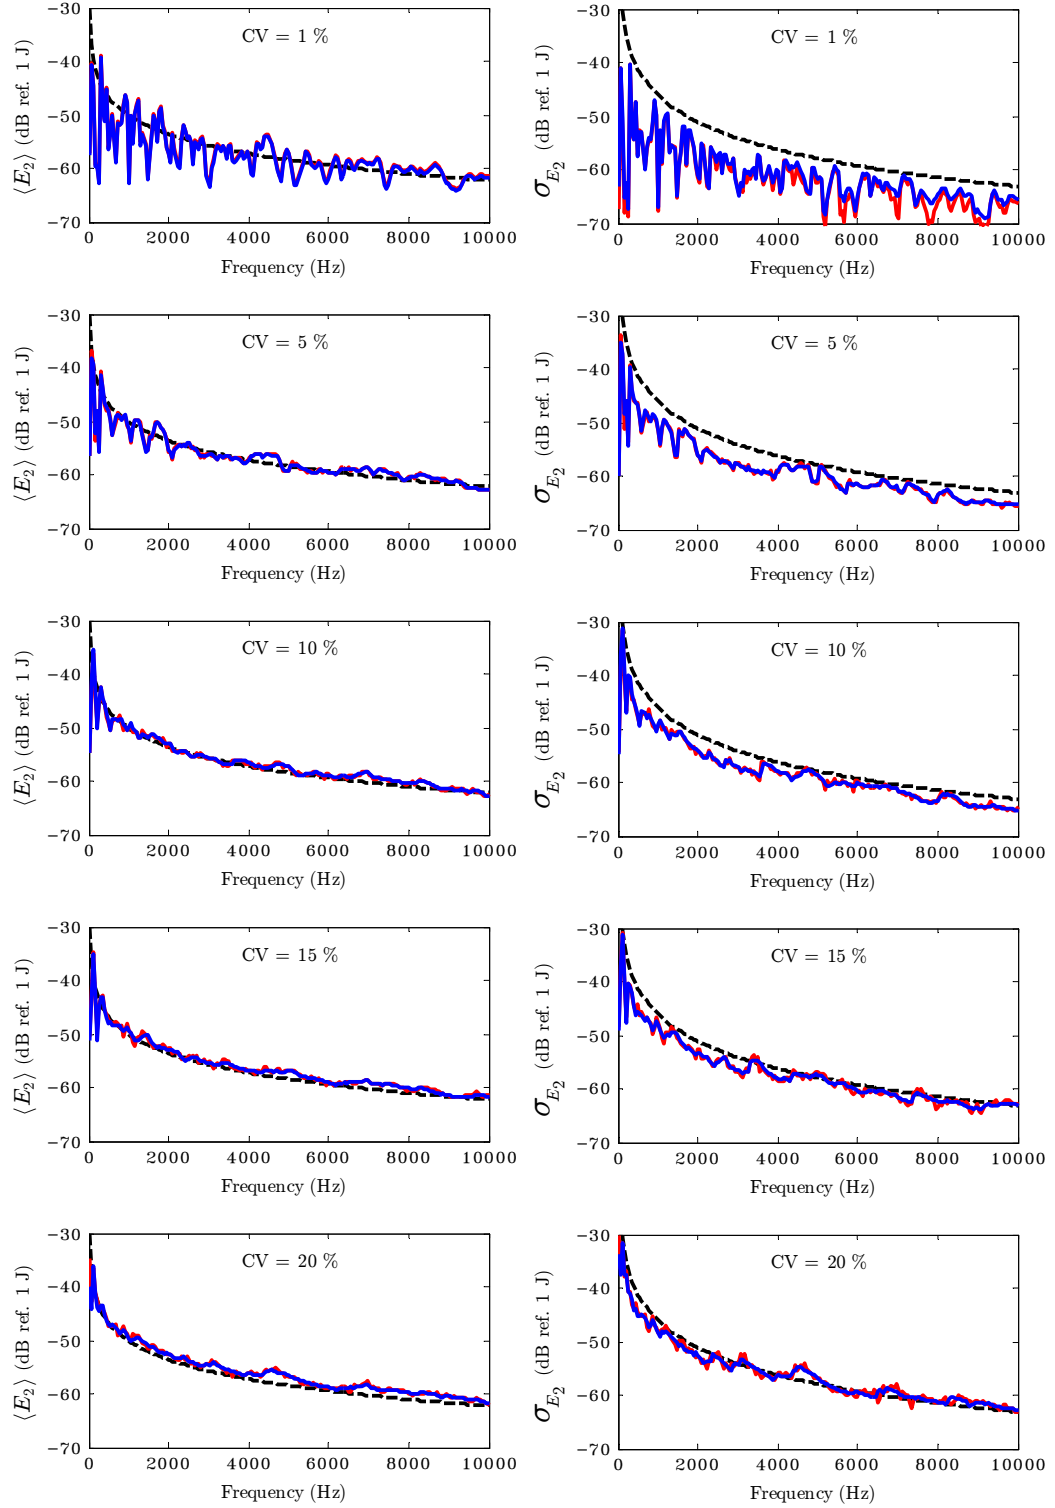 CV = 1 %
⟨E₂⟩ (dB ref. 1 J)
−30
−40
−50
−60
−70
0 2000 4000 6000 8000 10000
Frequency (Hz)
CV = 1 %
σ_E₂ (dB ref. 1 J)
−30
−40
−50
−60
−70
0 2000 4000 6000 8000 10000
Frequency (Hz)
CV = 5 %
⟨E₂⟩ (dB ref. 1 J)
−30
−40
−50
−60
−70
0 2000 4000 6000 8000 10000
Frequency (Hz)
CV = 5 %
σ_E₂ (dB ref. 1 J)
−30
−40
−50
−60
−70
0 2000 4000 6000 8000 10000
Frequency (Hz)
CV = 10 %
⟨E₂⟩ (dB ref. 1 J)
−30
−40
−50
−60
−70
0 2000 4000 6000 8000 10000
Frequency (Hz)
CV = 10 %
σ_E₂ (dB ref. 1 J)
−30
−40
−50
−60
−70
0 2000 4000 6000 8000 10000
Frequency (Hz)
CV = 15 %
⟨E₂⟩ (dB ref. 1 J)
−30
−40
−50
−60
−70
0 2000 4000 6000 8000 10000
Frequency (Hz)
CV = 15 %
σ_E₂ (dB ref. 1 J)
−30
−40
−50
−60
−70
0 2000 4000 6000 8000 10000
Frequency (Hz)
CV = 20 %
⟨E₂⟩ (dB ref. 1 J)
−30
−40
−50
−60
−70
0 2000 4000 6000 8000 10000
Frequency (Hz)
CV = 20 %
σ_E₂ (dB ref. 1 J)
−30
−40
−50
−60
−70
0 2000 4000 6000 8000 10000
Frequency (Hz)